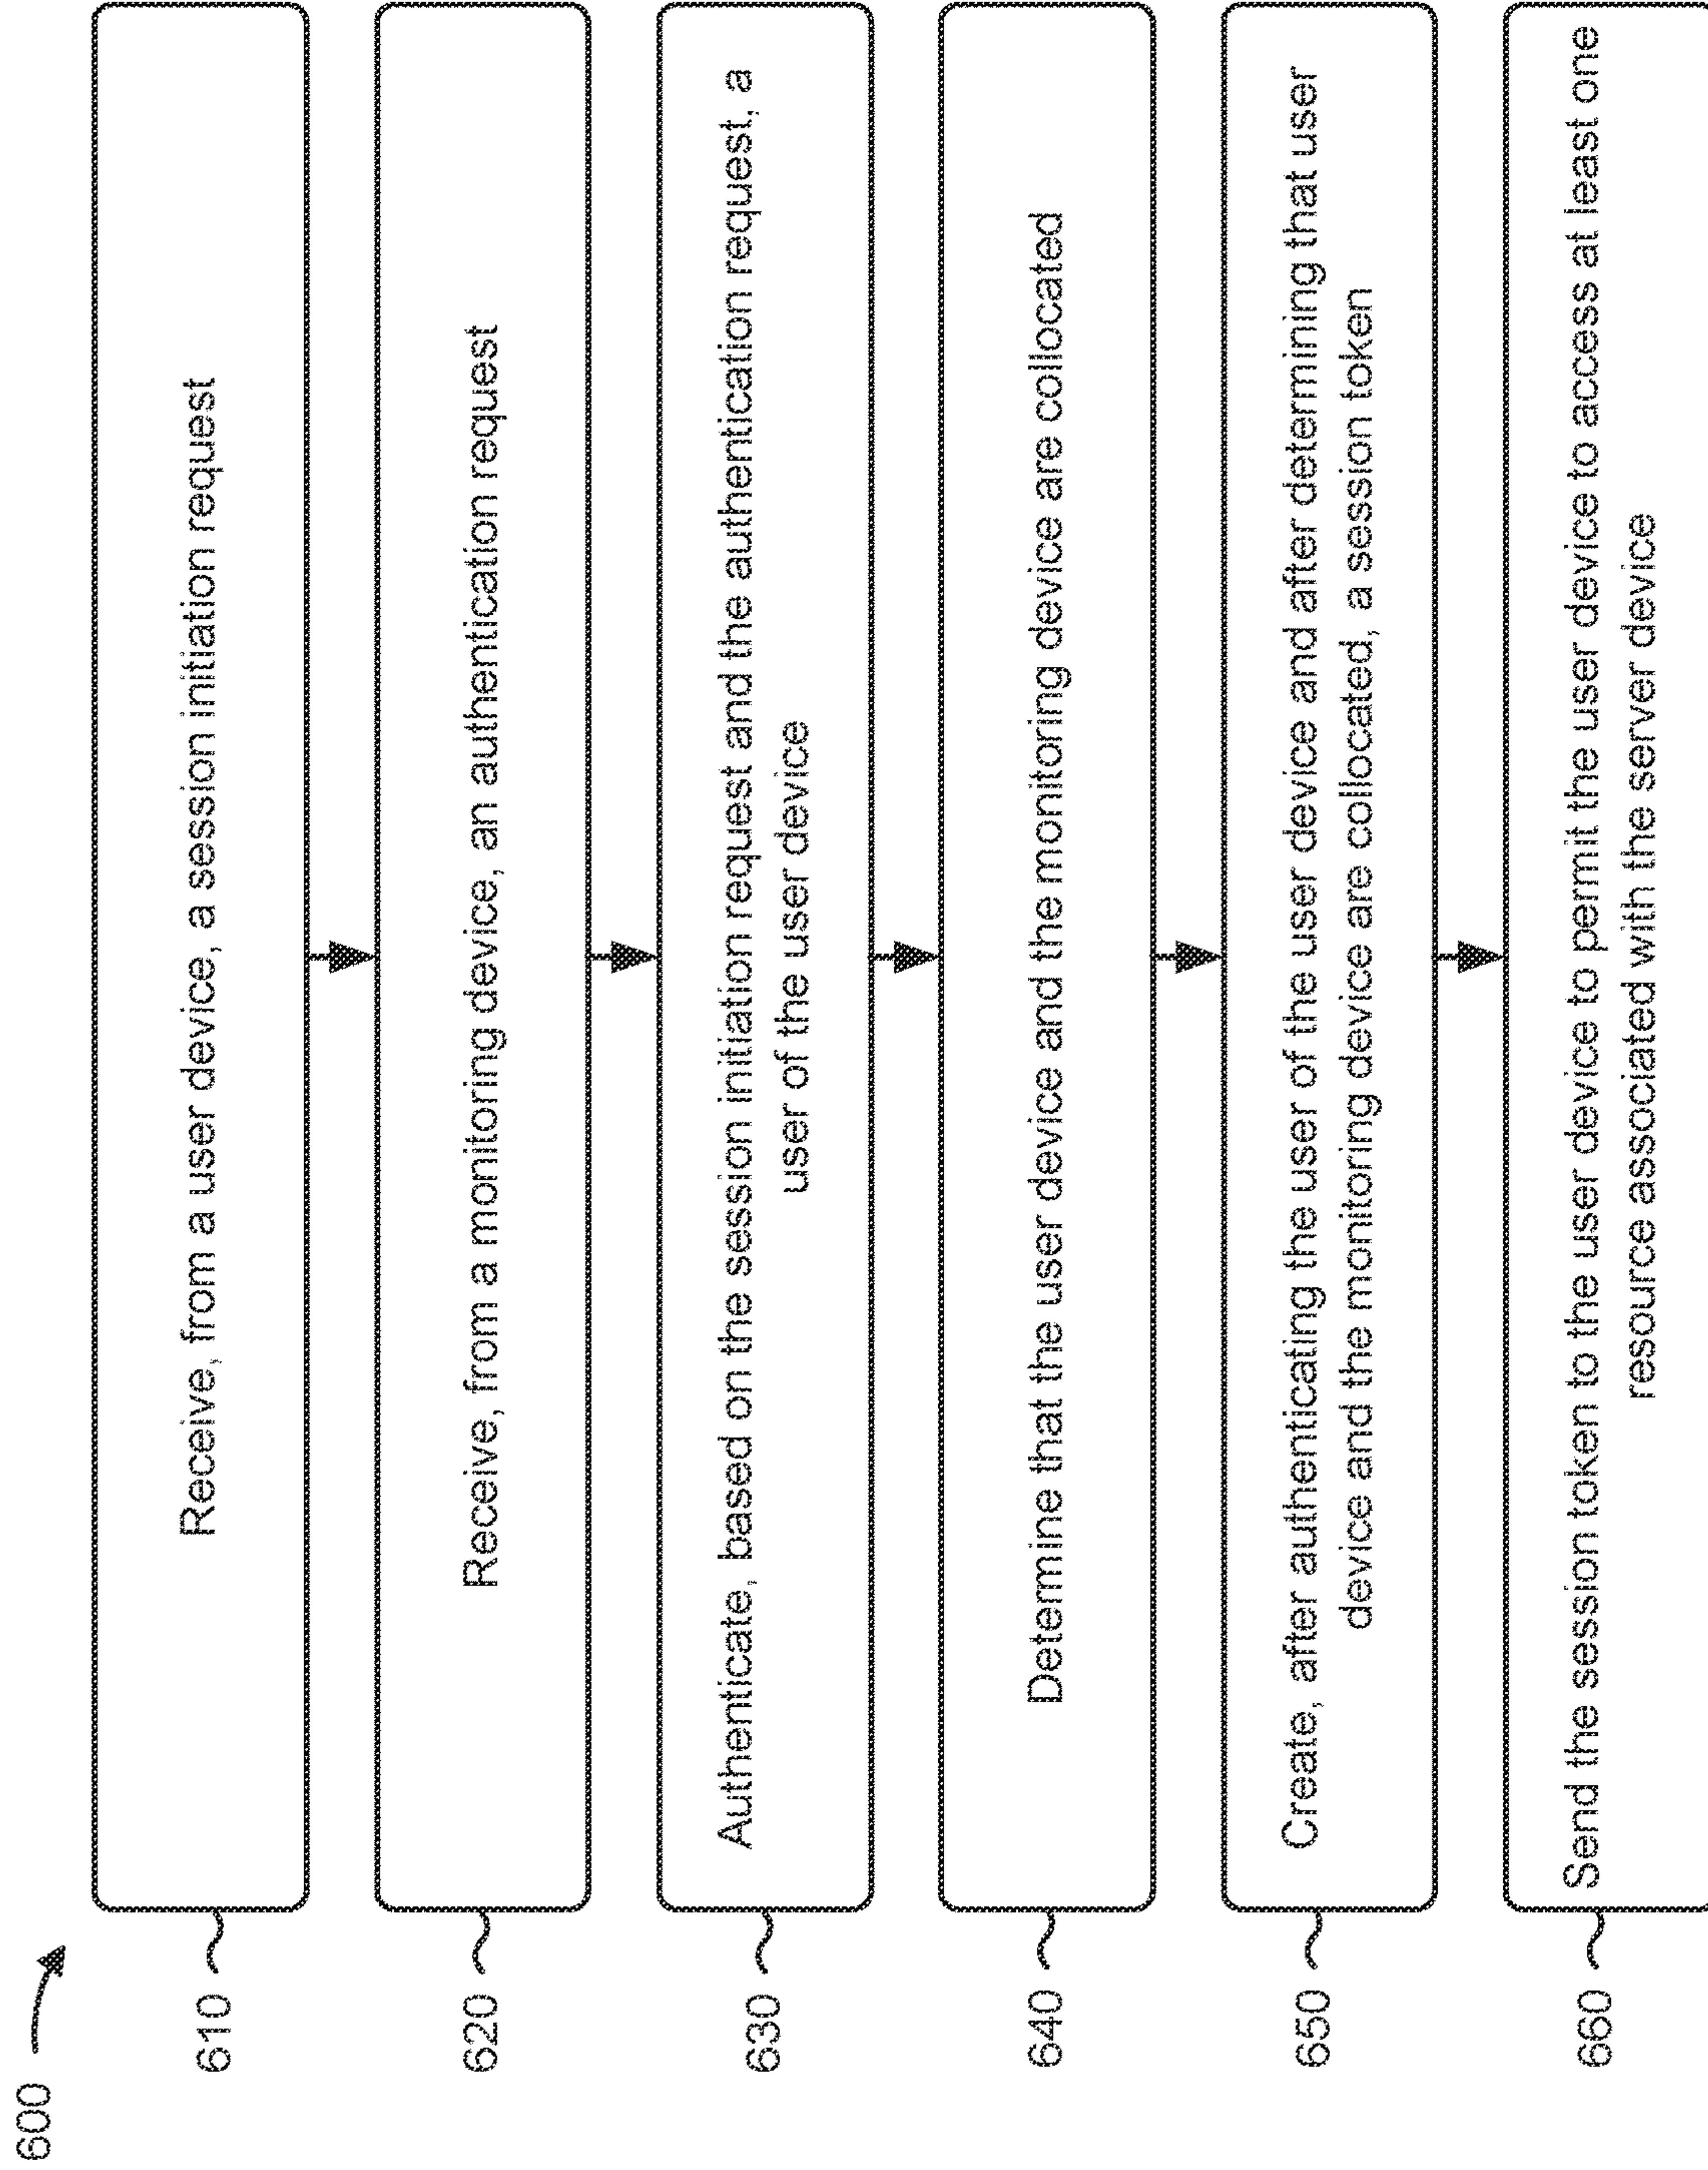 600
610
Receive, from a user device, a session initiation request
620
Receive, from a monitoring device, an authentication request
630
Authenticate, based on the session initiation request and the authentication request, a
user of the user device
640
Determine that the user device and the monitoring device are collocated
650
Create, after authenticating the user of the user device and after determining that user
device and the monitoring device are collocated, a session token
660
Send the session token to the user device to permit the user device to access at least one
resource associated with the server device